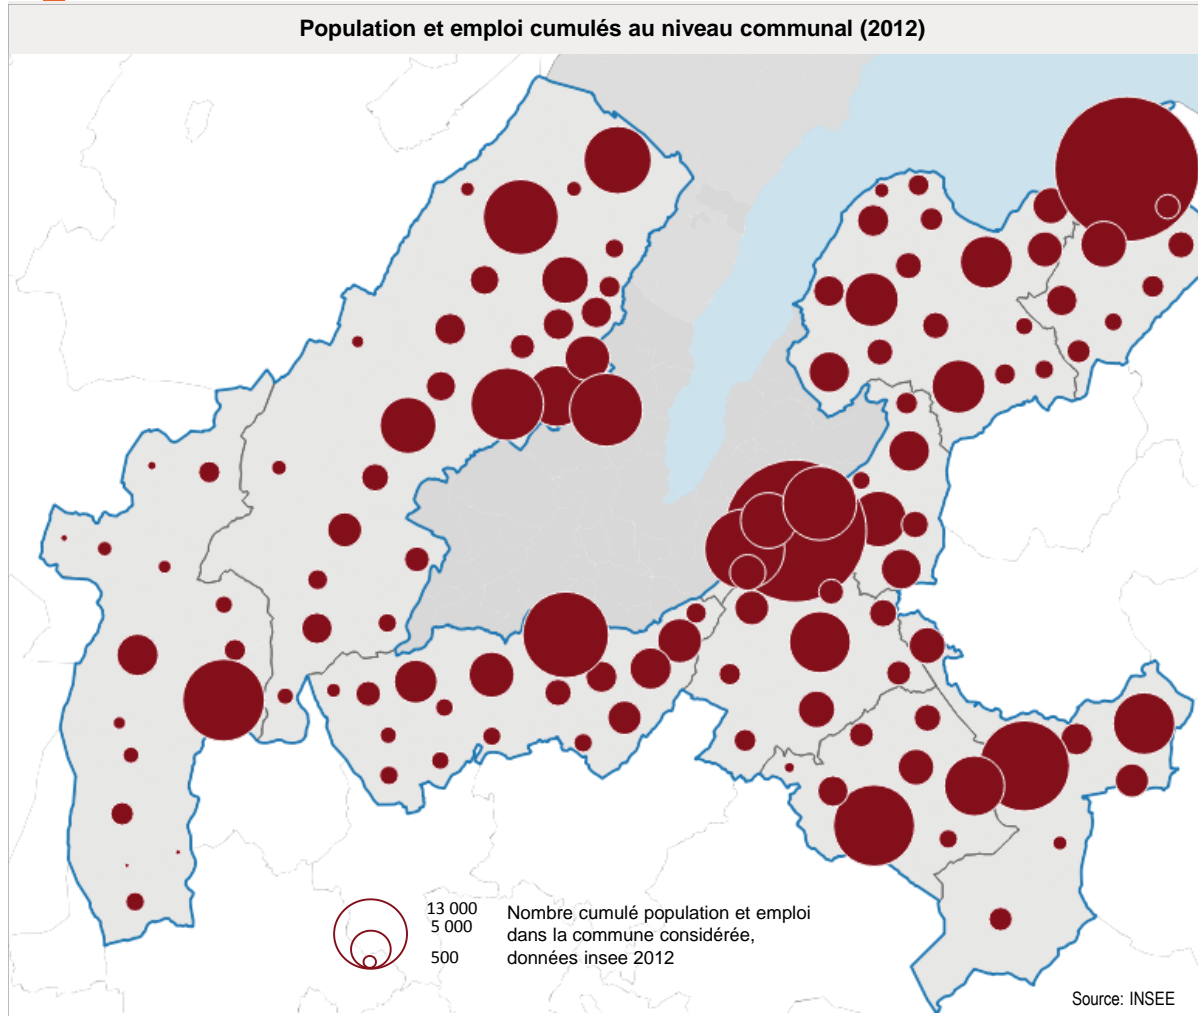 Population et emploi cumulés au niveau communal (2012)
13 000
5 000
500
Nombre cumulé population et emploi
dans la commune considérée,
données insee 2012
Source: INSEE